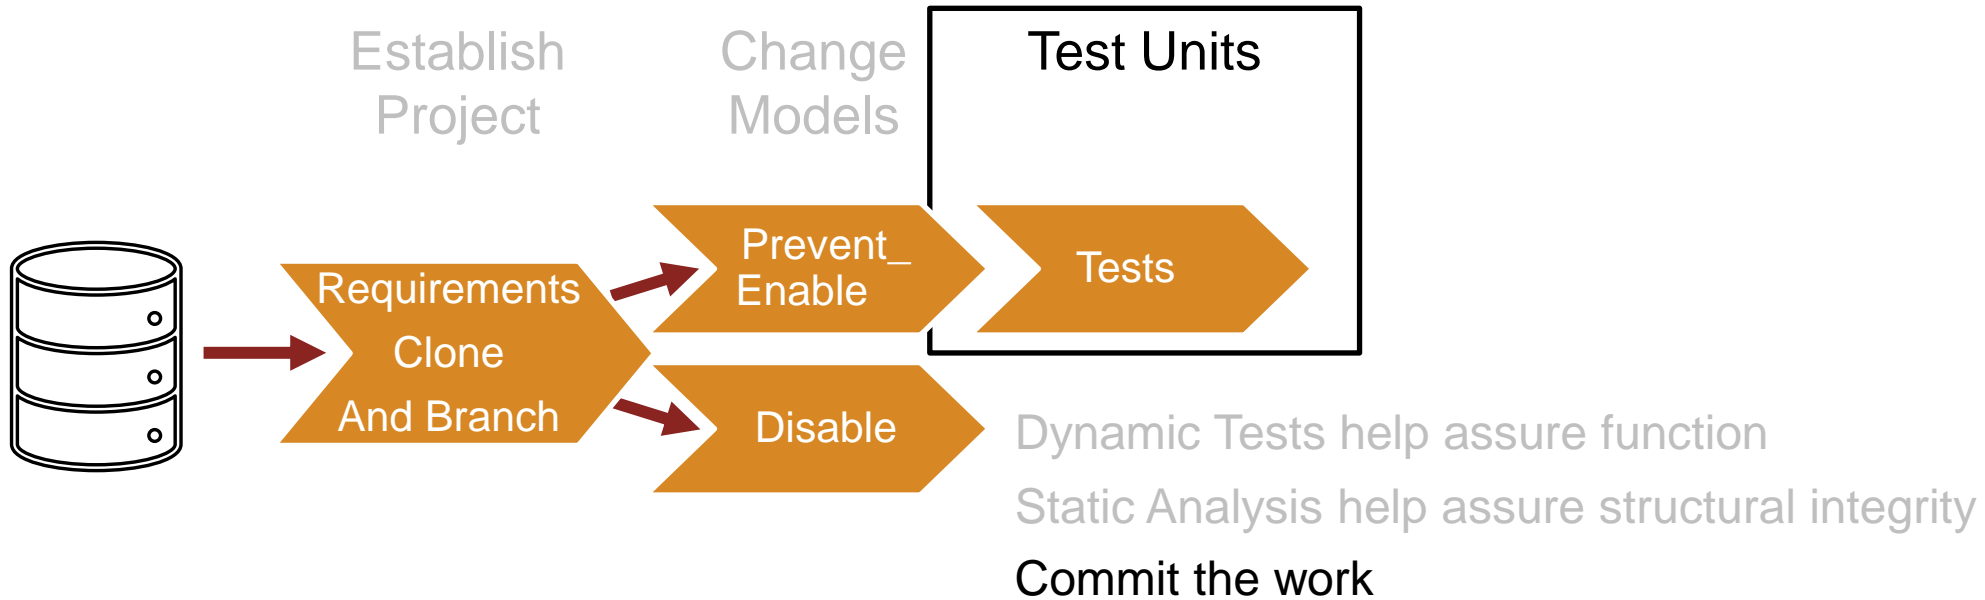 Establish
Project
Change
Models
Test Units
Requirements
Clone
And Branch
Prevent_
Enable
Tests
Disable
Dynamic Tests help assure function
Static Analysis help assure structural integrity
Commit the work